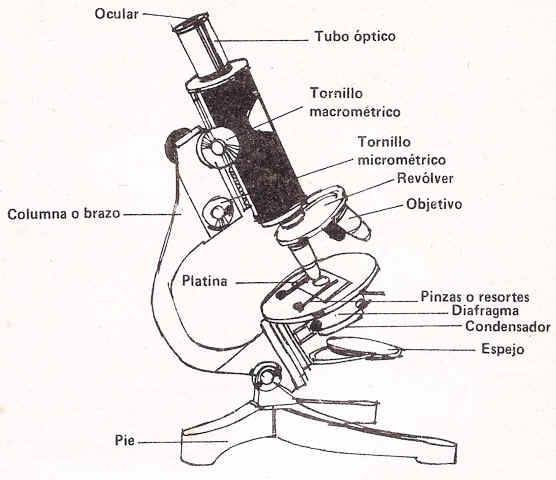 Ocular
Tubo óptico
Tornillo
macrométrico
Tornillo
micrométrico
Revólver
Objetivo
Columna o brazo
Platina
Pinzas o resortes
Diafragma
Condensador
Espejo
Pie